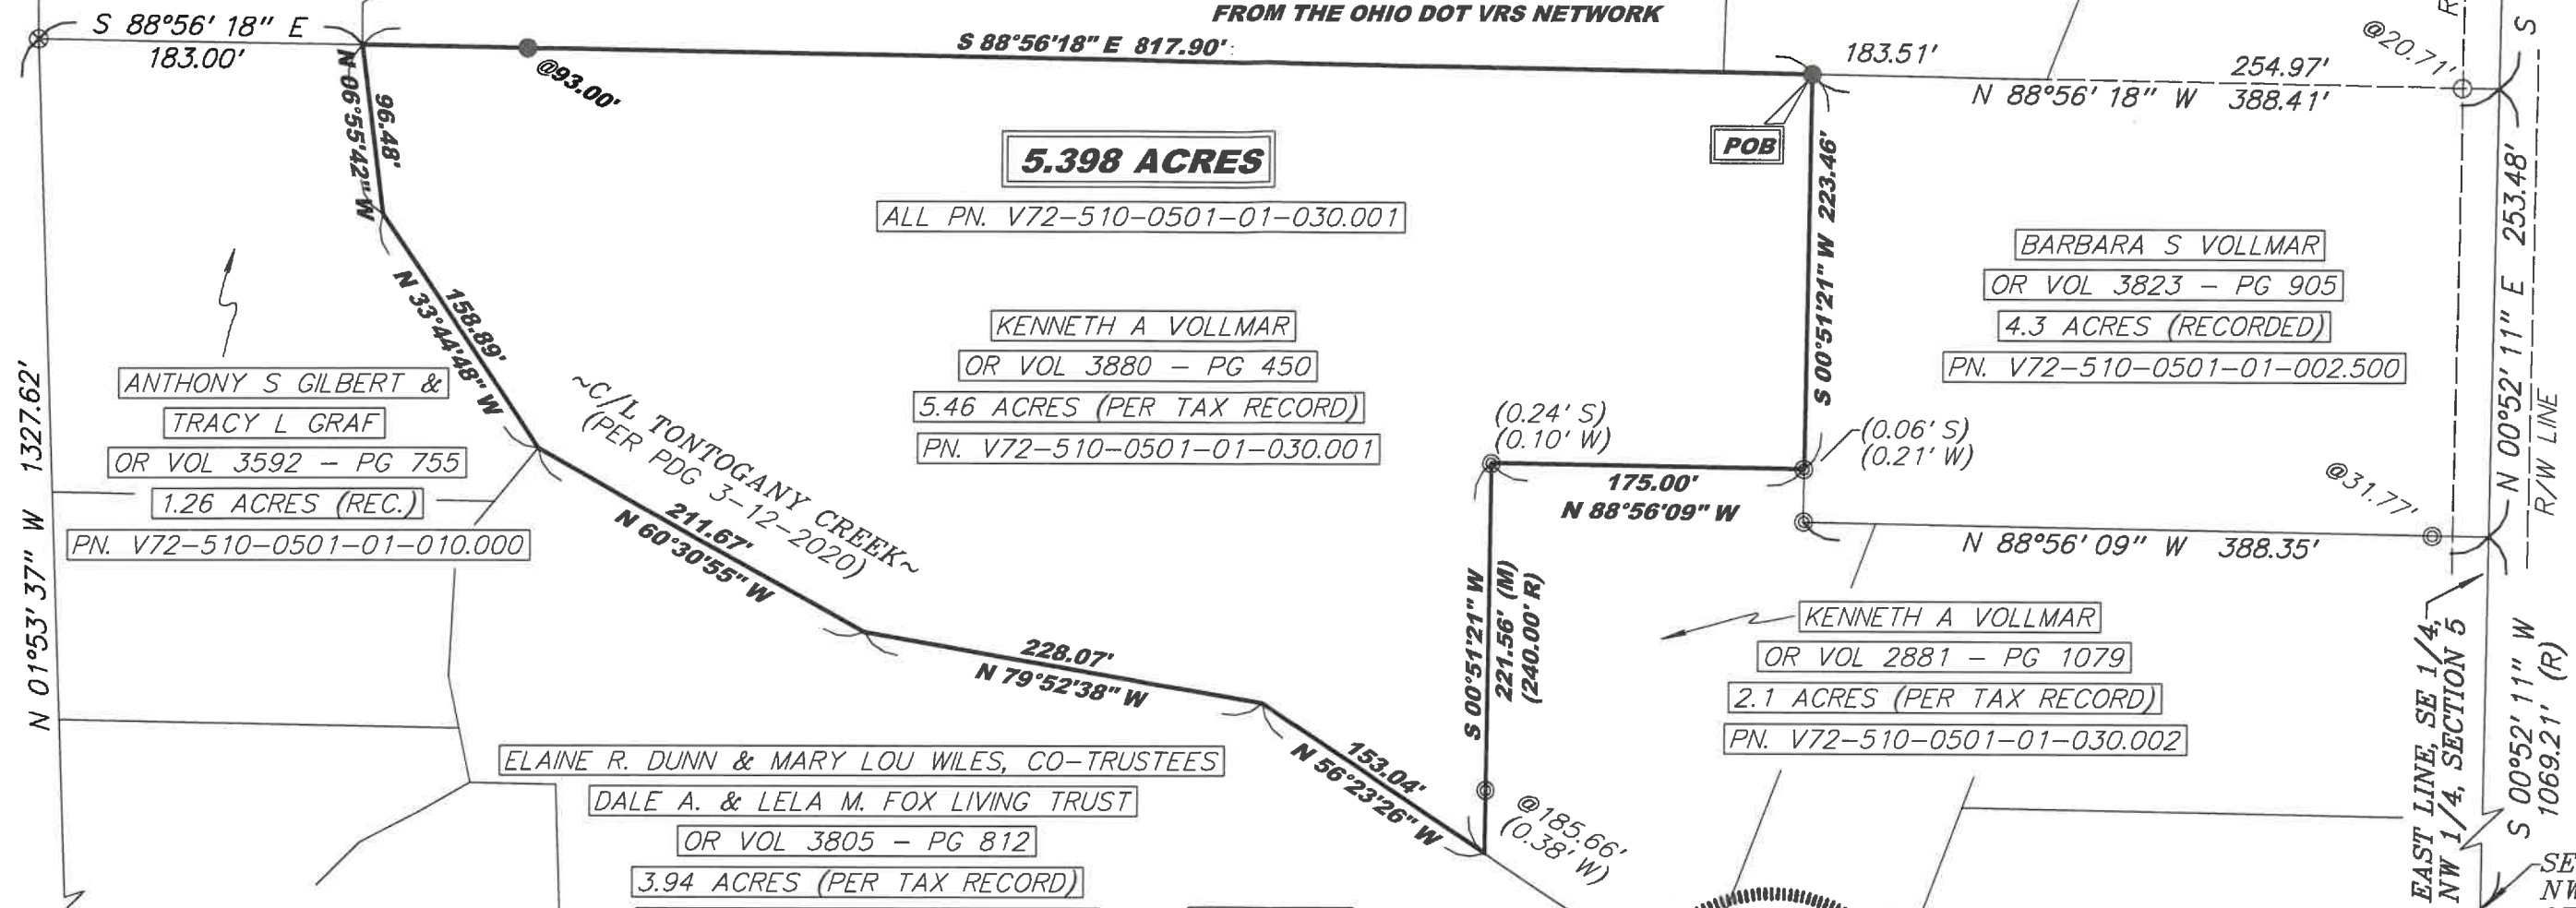 FROM THE OHIO DOT VRS NETWORK
S 88°56' 18" E
183.00'
S 88°56'18" E 817.90'
@93.00'
183.51'
254.97'
@20.71'
N 88°56' 18" W 388.41'
R
S
POB
N 06°55'42" W
96.48'
5.398 ACRES
ALL PN. V72-510-0501-01-030.001
S 00°51'21" W 223.46'
BARBARA S VOLLMAR
OR VOL 3823 - PG 905
4.3 ACRES (RECORDED)
PN. V72-510-0501-01-002.500
N 00°52' 11" E 253.48'
R/W LINE
N 33°44'48" W
158.89'
KENNETH A VOLLMAR
OR VOL 3880 - PG 450
5.46 ACRES (PER TAX RECORD)
PN. V72-510-0501-01-030.001
N 01°53' 37" W 1327.62'
ANTHONY S GILBERT &
TRACY L GRAF
OR VOL 3592 - PG 755
1.26 ACRES (REC.)
PN. V72-510-0501-01-010.000
~C/L TONTOGANY CREEK~
(PER PDG 3-12-2020)
(0.24' S)
(0.10' W)
(0.06' S)
(0.21' W)
175.00'
N 88°56'09" W
@31.77'
N 88°56' 09" W 388.35'
211.67'
N 60°30'55" W
228.07'
N 79°52'38" W
S 00°51'21" W
221.56' (M)
(240.00' R)
KENNETH A VOLLMAR
OR VOL 2881 - PG 1079
2.1 ACRES (PER TAX RECORD)
PN. V72-510-0501-01-030.002
153.04'
N 56°23'26" W
@185.66'
(0.38' W)
ELAINE R. DUNN & MARY LOU WILES, CO-TRUSTEES
DALE A. & LELA M. FOX LIVING TRUST
OR VOL 3805 - PG 812
3.94 ACRES (PER TAX RECORD)
EAST LINE, SE 1/4,
NW 1/4, SECTION 5
S 00°52' 11" W
1069.21' (R)
SE
NW